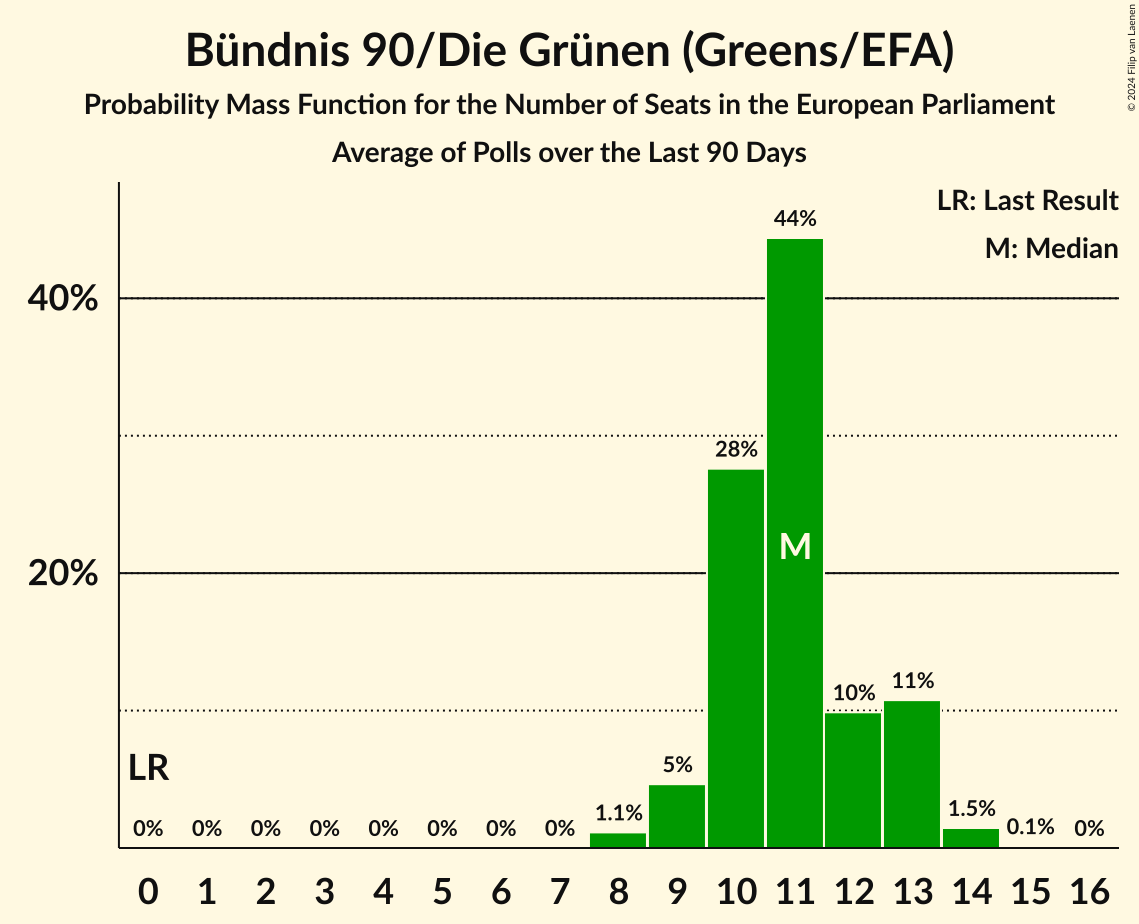 Bündnis 90/Die Grünen (Greens/EFA)
Probability Mass Function for the Number of Seats in the European Parliament
Average of Polls over the Last 90 Days
© 2024 Filip van Laenen
LR: Last Result
M: Median
40%
20%
44%
28%
M
11%
10%
5%
LR
1.1%
1.5%
0.1%
0% 0% 0% 0% 0% 0% 0% 0% 0%
0 1 2 3 4 5 6 7 8 9 10 11 12 13 14 15 16